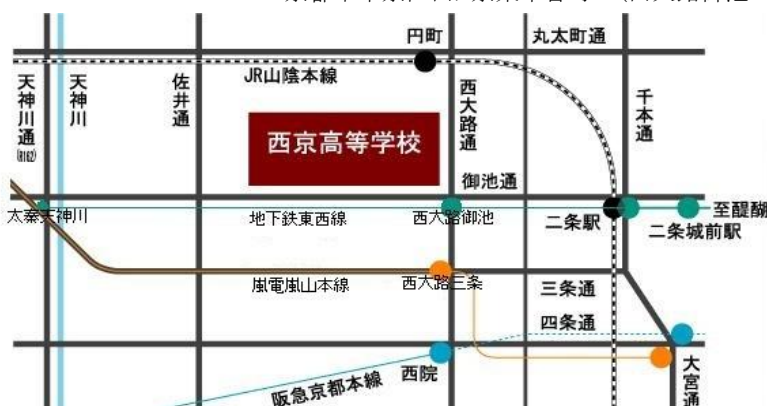 円町
丸太町通
JR山陰本線
天神川通
(R162)
天神川
佐井通
西大路通
千本通
西京高等学校
御池通
太秦天神川
地下鉄東西線
西大路御池
二条駅
至醍醐
二条城前駅
嵐電嵐山本線
西大路三条
三条通
四条通
阪急京都本線
西院
大宮通